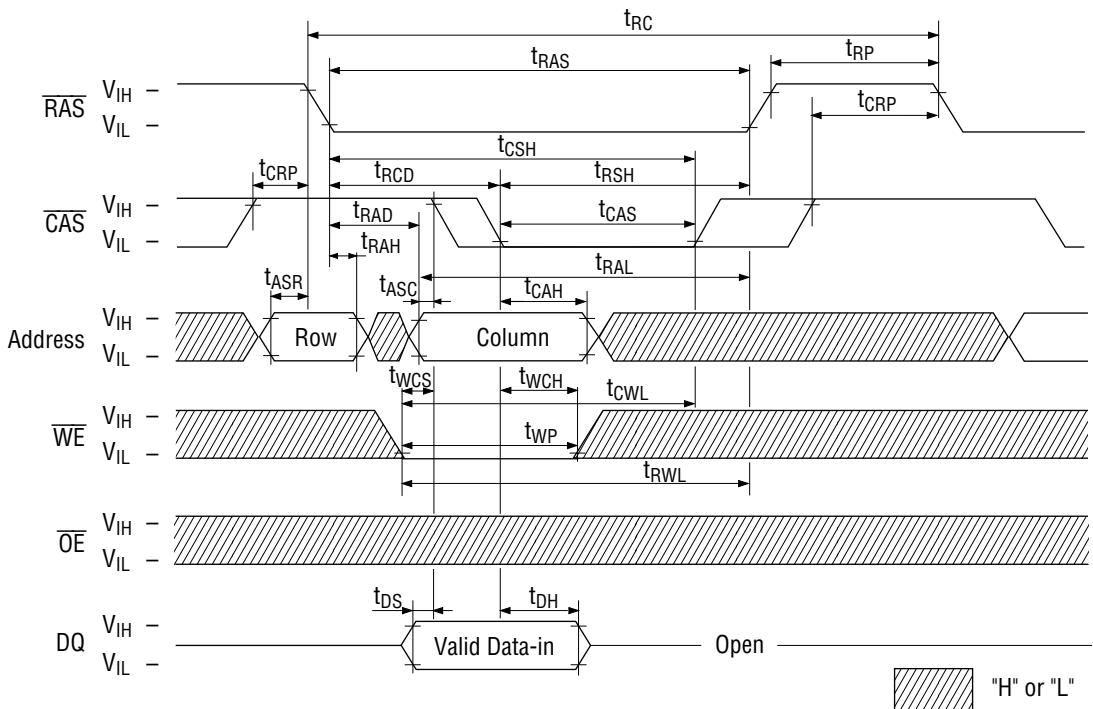 tRC
tRAS
tRP
RAS
VIH –
VIL –
tCRP
tCSH
tCRP
tRCD
tRSH
CAS
VIH –
VIL –
tRAD
tCAS
tRAH
tRAL
tASR
tASC
tCAH
Address
VIH –
VIL –
Row
Column
tWCS
tWCH
tCWL
WE
VIH –
VIL –
tWP
tRWL
OE
VIH –
VIL –
tDS
tDH
DQ
VIH –
VIL –
Valid Data-in
Open
"H" or "L"